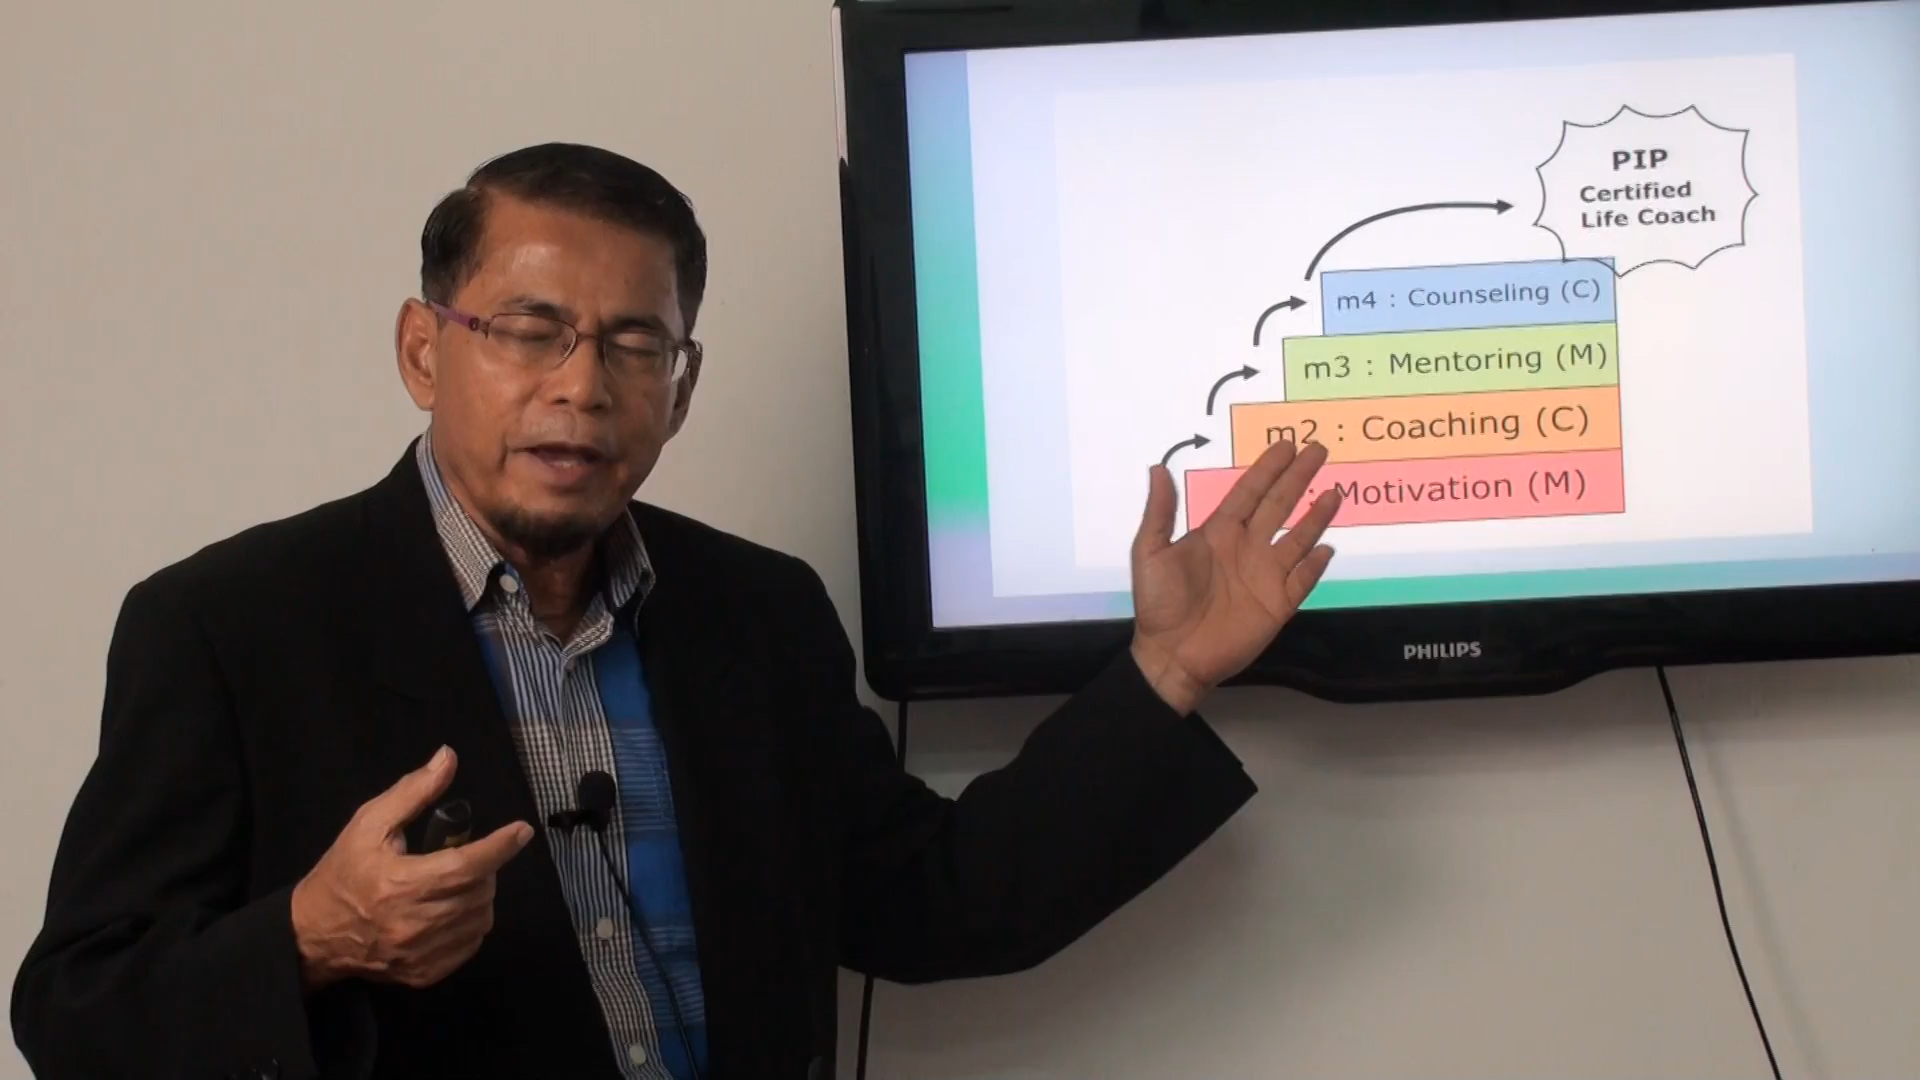 PIP
Certified
Life Coach
m4 : Counseling (C)
m3 : Mentoring (M)
m2 : Coaching (C)
: Motivation (M)
PHILIPS